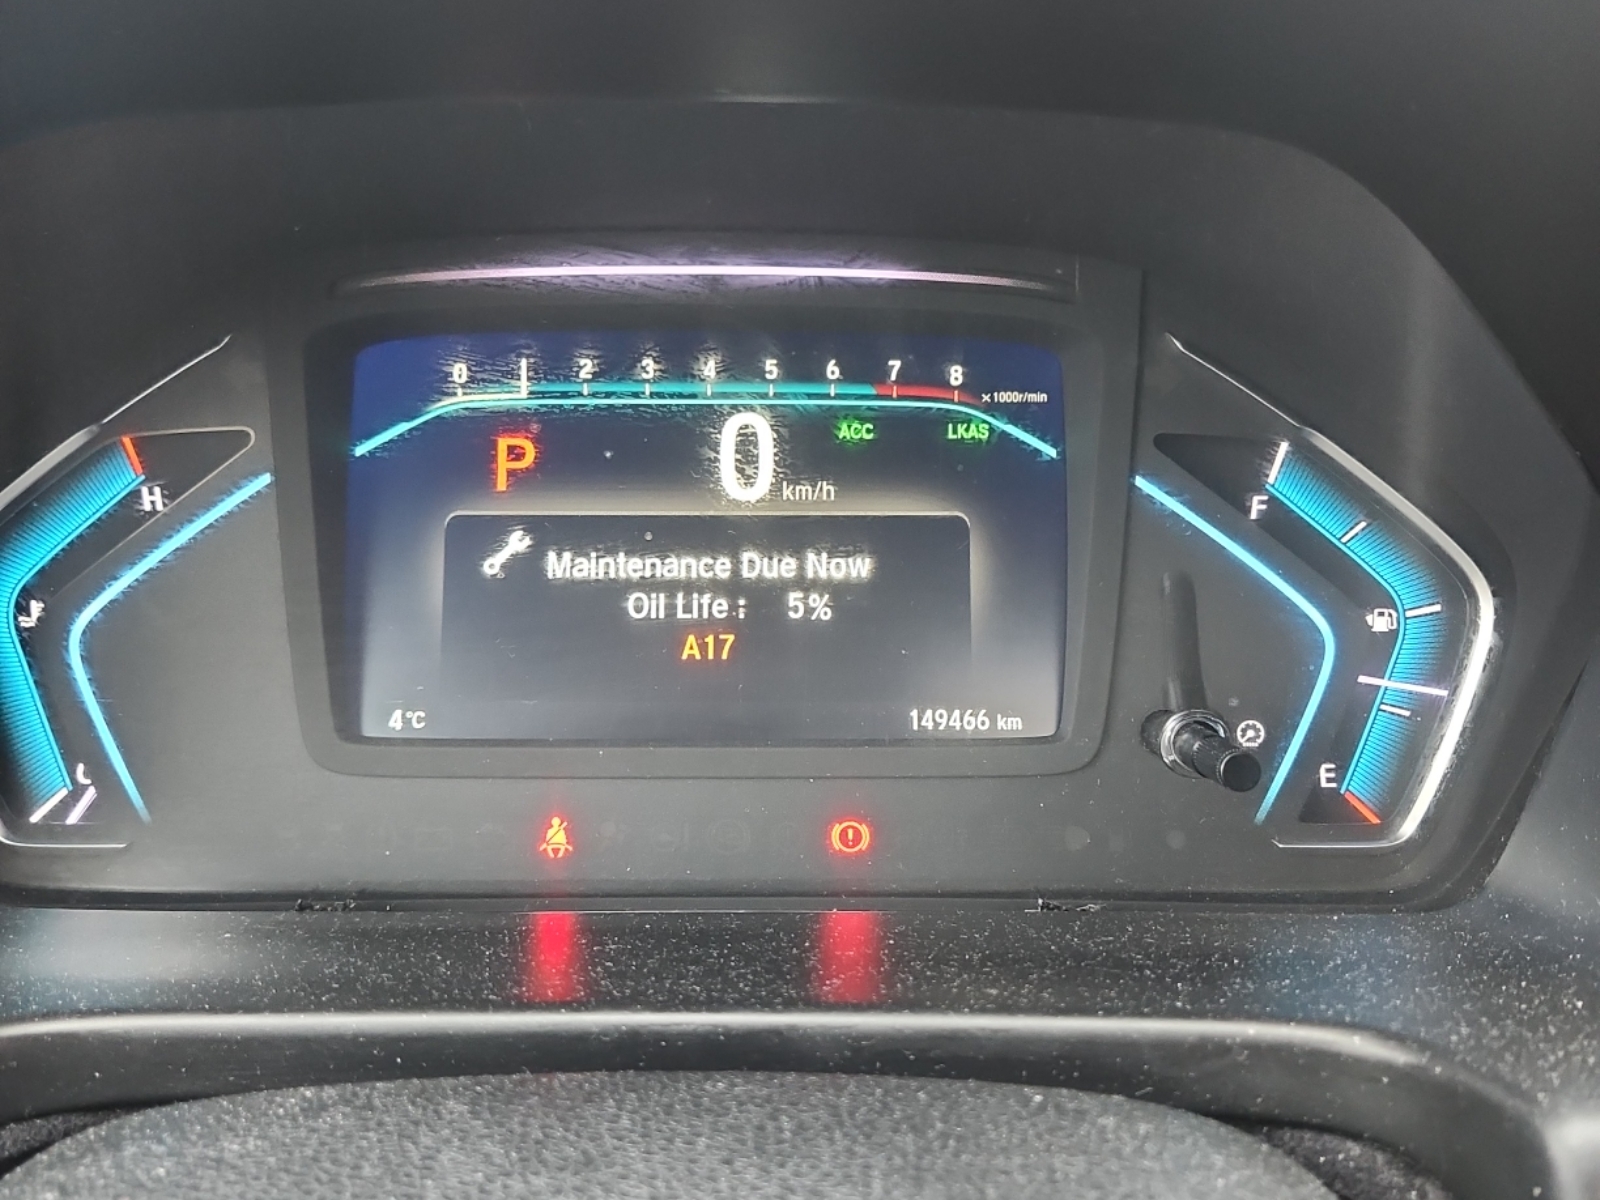 0 1 2 3 4 5 6 7 8 x1000r/min
P 0 km/h ACC LKAS
H
F
Maintenance Due Now
Oil Life : 5%
A17
4°C 149466 km
C
E